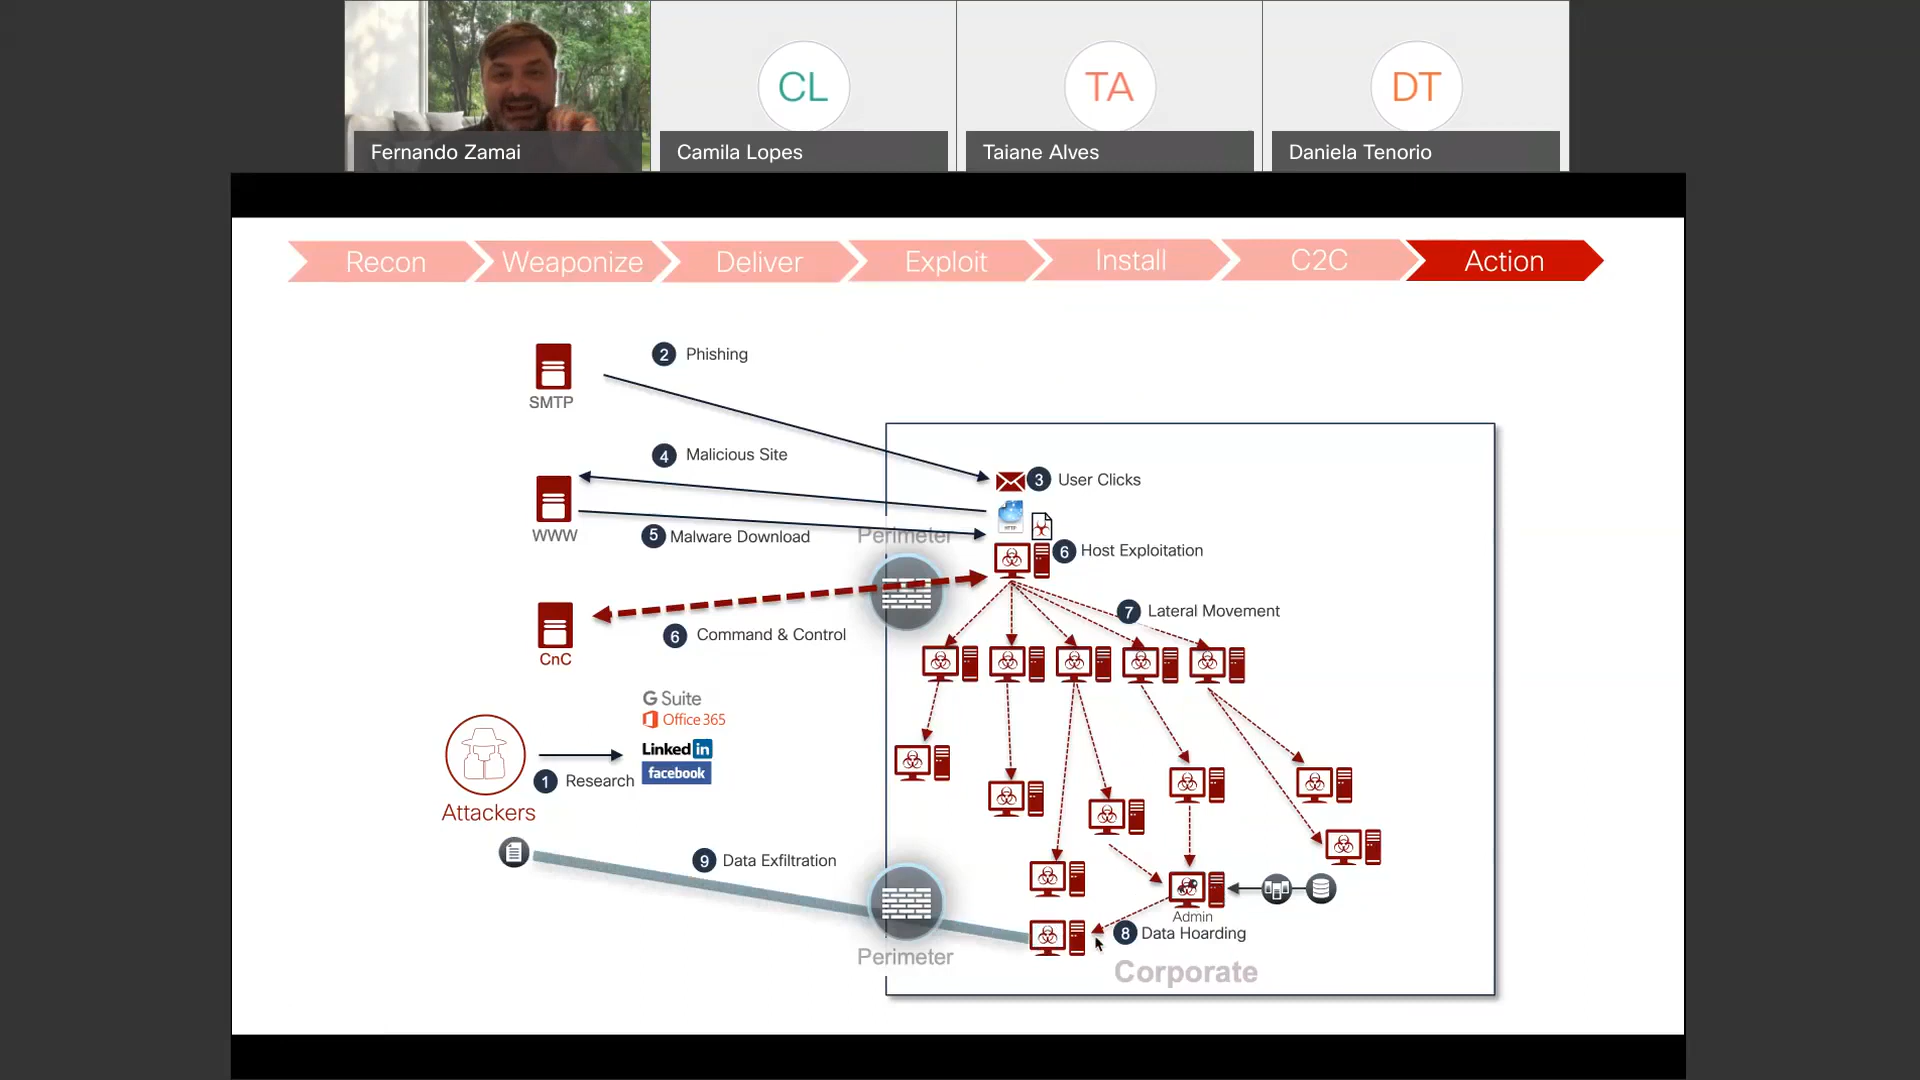 CL
TA
DT
Fernando Zamai
Camila Lopes
Taiane Alves
Daniela Tenorio
Recon
Weaponize
Deliver
Exploit
Install
C2C
Action
2 Phishing
SMTP
4 Malicious Site
3 User Clicks
HTTP
WWW
5 Malware Download
Perimeter
6 Host Exploitation
7 Lateral Movement
6 Command & Control
CnC
G Suite
Office 365
Linked in
facebook
1 Research
Attackers
9 Data Exfiltration
Admin
8 Data Hoarding
Perimeter
Corporate